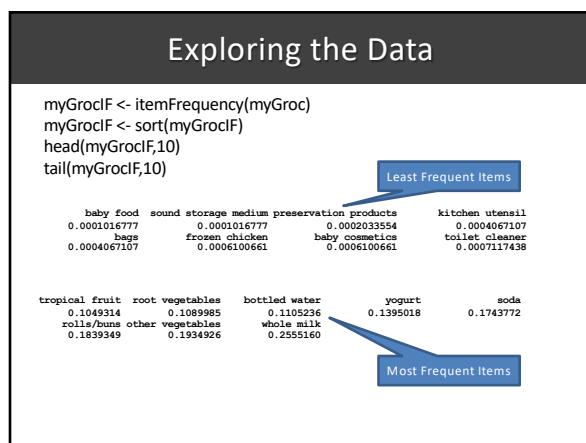 Exploring the Data
myGrocIF <- itemFrequency(myGroc)
myGrocIF <- sort(myGrocIF)
head(myGrocIF,10)
tail(myGrocIF,10)
Least Frequent Items
baby food sound storage medium preservation products kitchen utensil
0.0001016777 0.0001016777 0.0002033554 0.0004067107
bags frozen chicken baby cosmetics toilet cleaner
0.0004067107 0.0006100661 0.0006100661 0.0007117438
tropical fruit root vegetables bottled water yogurt soda
0.1049314 0.1089985 0.1105236 0.1395018 0.1743772
rolls/buns other vegetables whole milk
0.1839349 0.1934926 0.2555160
Most Frequent Items